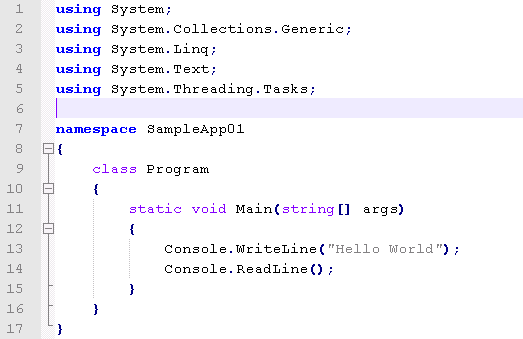 1 using System;
2 using System.Collections.Generic;
3 using System.Linq;
4 using System.Text;
5 using System.Threading.Tasks;
6
7 namespace SampleApp01
8 {
9     class Program
10     {
11         static void Main(string[] args)
12         {
13             Console.WriteLine("Hello World");
14             Console.ReadLine();
15         }
16     }
17 }